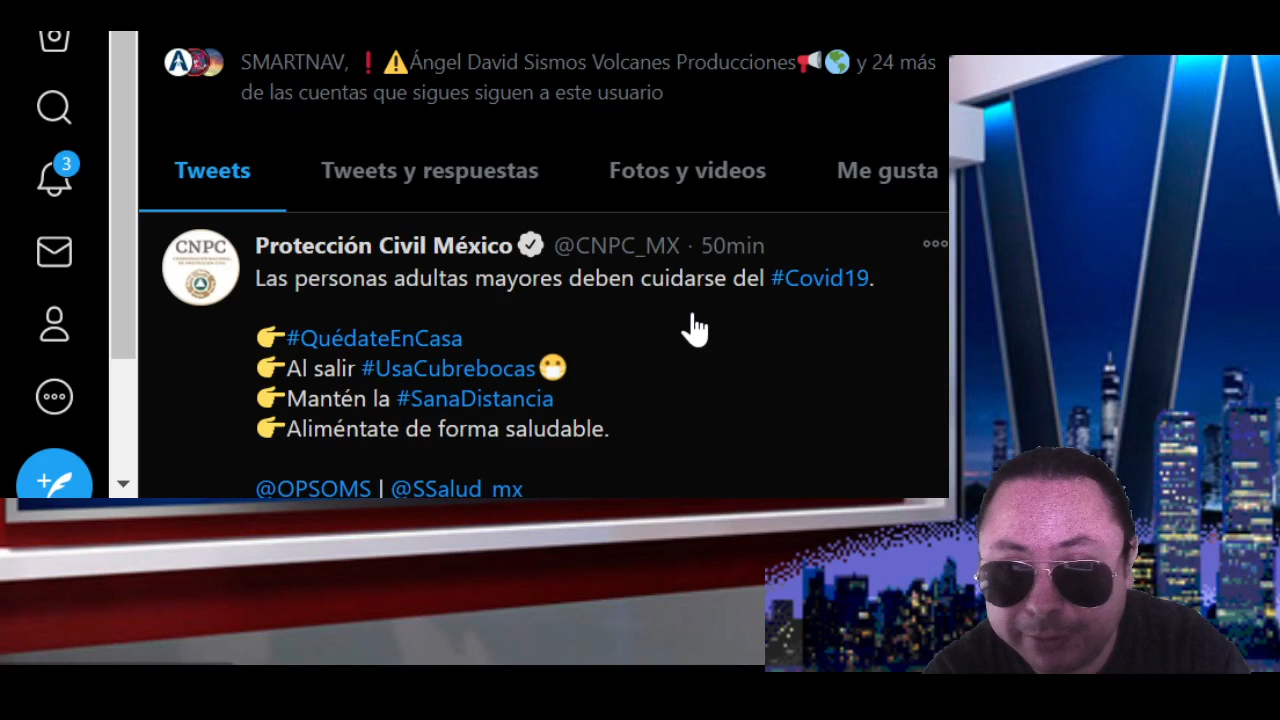 SMARTNAV, ❗ ⚠️Ángel David Sismos Volcanes Producciones📢🌎 y 24 más
de las cuentas que sigues siguen a este usuario
3
Tweets Tweets y respuestas Fotos y videos Me gusta
CNPC
Protección Civil México @CNPC_MX · 50min
Las personas adultas mayores deben cuidarse del #Covid19.
👉#QuédateEnCasa
👉Al salir #UsaCubrebocas😷
👉Mantén la #SanaDistancia
👉Aliméntate de forma saludable.
@OPSOMS | @SSalud_mx